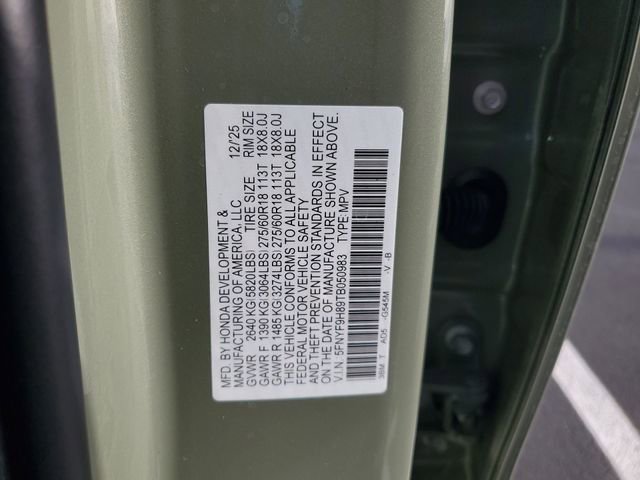 MFD. BY HONDA DEVELOPMENT &
MANUFACTURING OF AMERICA, LLC 12/25
GVWR 2640 KG(5820LBS) TIRE SIZE RIM SIZE
GAWR F 1390 KG(3064LBS) 275/60R18 113T 18X8.0J
GAWR R 1485 KG(3274LBS) 275/60R18 113T 18X8.0J
THIS VEHICLE CONFORMS TO ALL APPLICABLE
FEDERAL MOTOR VEHICLE SAFETY
AND THEFT PREVENTION STANDARDS IN EFFECT
ON THE DATE OF MANUFACTURE SHOWN ABOVE.
V.I.N: 5FNYF9H89TB050983 TYPE: MPV
3BM T A05 -G545M -V -B